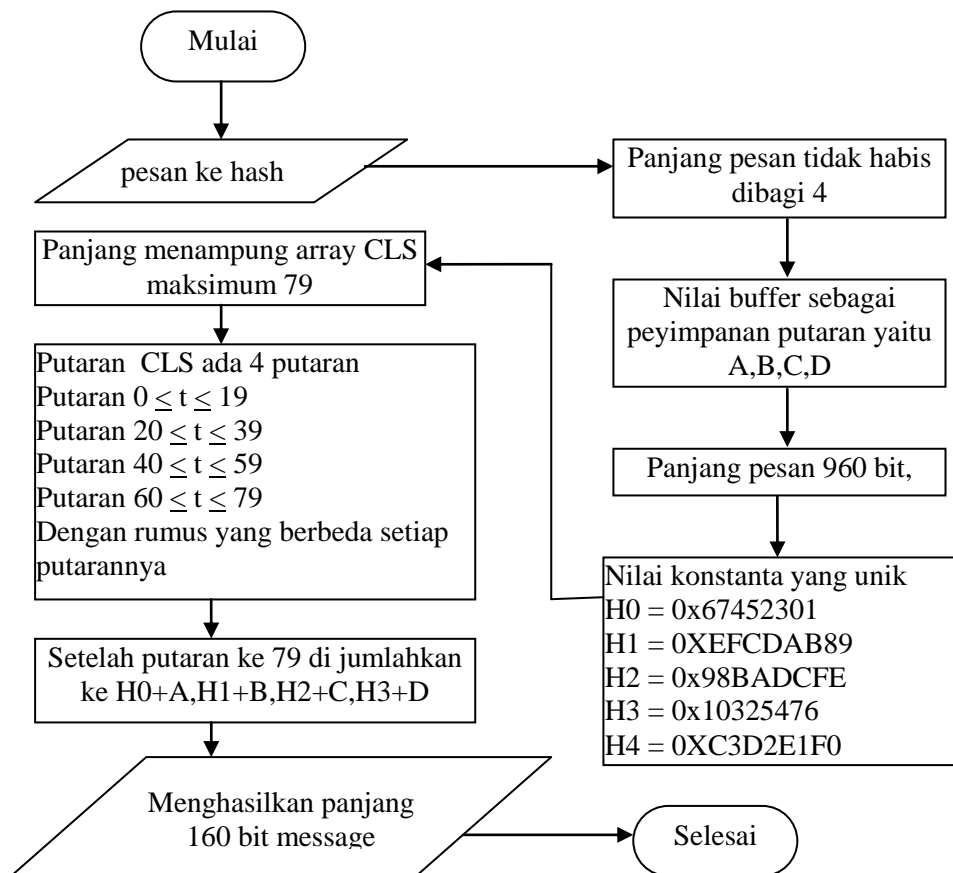 Mulai
pesan ke hash
Panjang pesan tidak habis
dibagi 4
Nilai buffer sebagai
peyimpanan putaran yaitu
A,B,C,D
Panjang pesan 960 bit,
Nilai konstanta yang unik
H0 = 0x67452301
H1 = 0XEFCDAB89
H2 = 0x98BADCFE
H3 = 0x10325476
H4 = 0XC3D2E1F0
Panjang menampung array CLS
maksimum 79
Putaran CLS ada 4 putaran
Putaran 0 ≤ t ≤ 19
Putaran 20 ≤ t ≤ 39
Putaran 40 ≤ t ≤ 59
Putaran 60 ≤ t ≤ 79
Dengan rumus yang berbeda setiap
putarannya
Setelah putaran ke 79 di jumlahkan
ke H0+A,H1+B,H2+C,H3+D
Menghasilkan panjang
160 bit message
Selesai